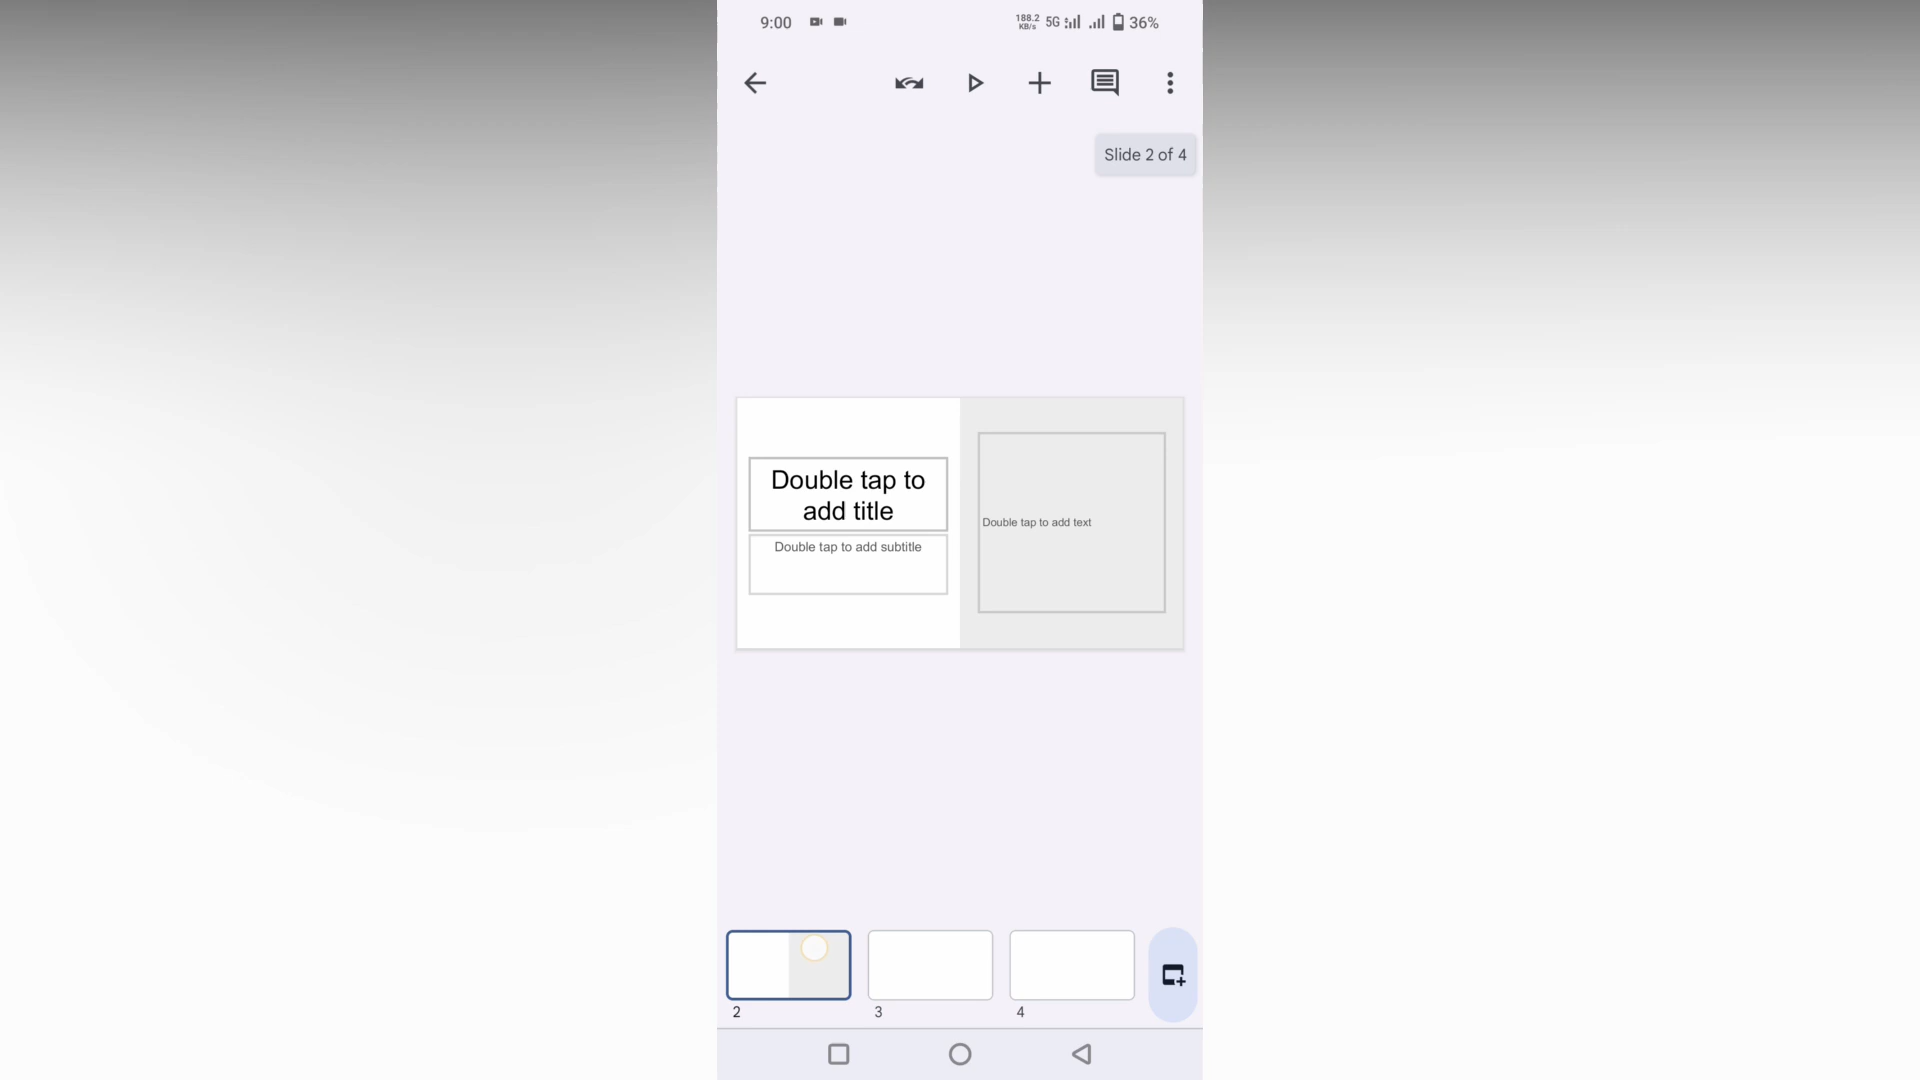 9:00
188.2
KB/s
5G
36%
Slide 2 of 4
Double tap to
add title
Double tap to add subtitle
Double tap to add text
2
3
4